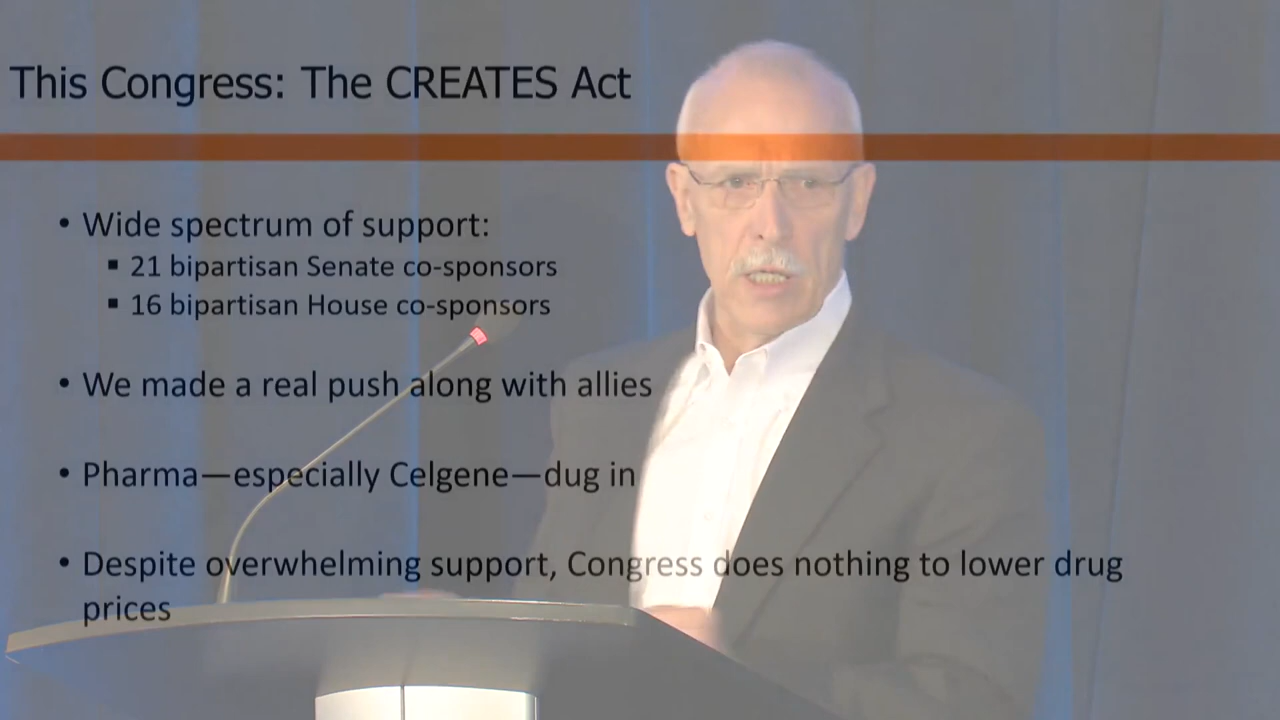 This Congress: The CREATES Act
• Wide spectrum of support:
▪ 21 bipartisan Senate co-sponsors
▪ 16 bipartisan House co-sponsors
• We made a real push along with allies
• Pharma—especially Celgene—dug in
• Despite overwhelming support, Congress does nothing to lower drug
prices